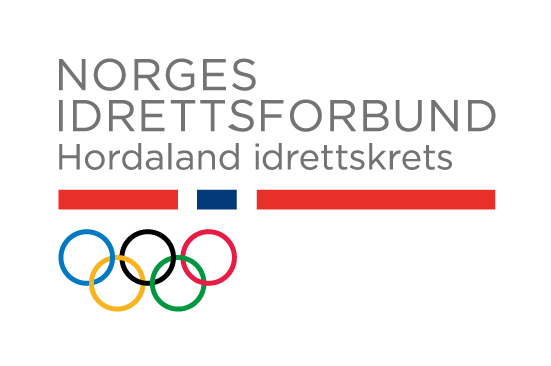 NORGES
IDRETTSFORBUND
Hordaland idrettskrets